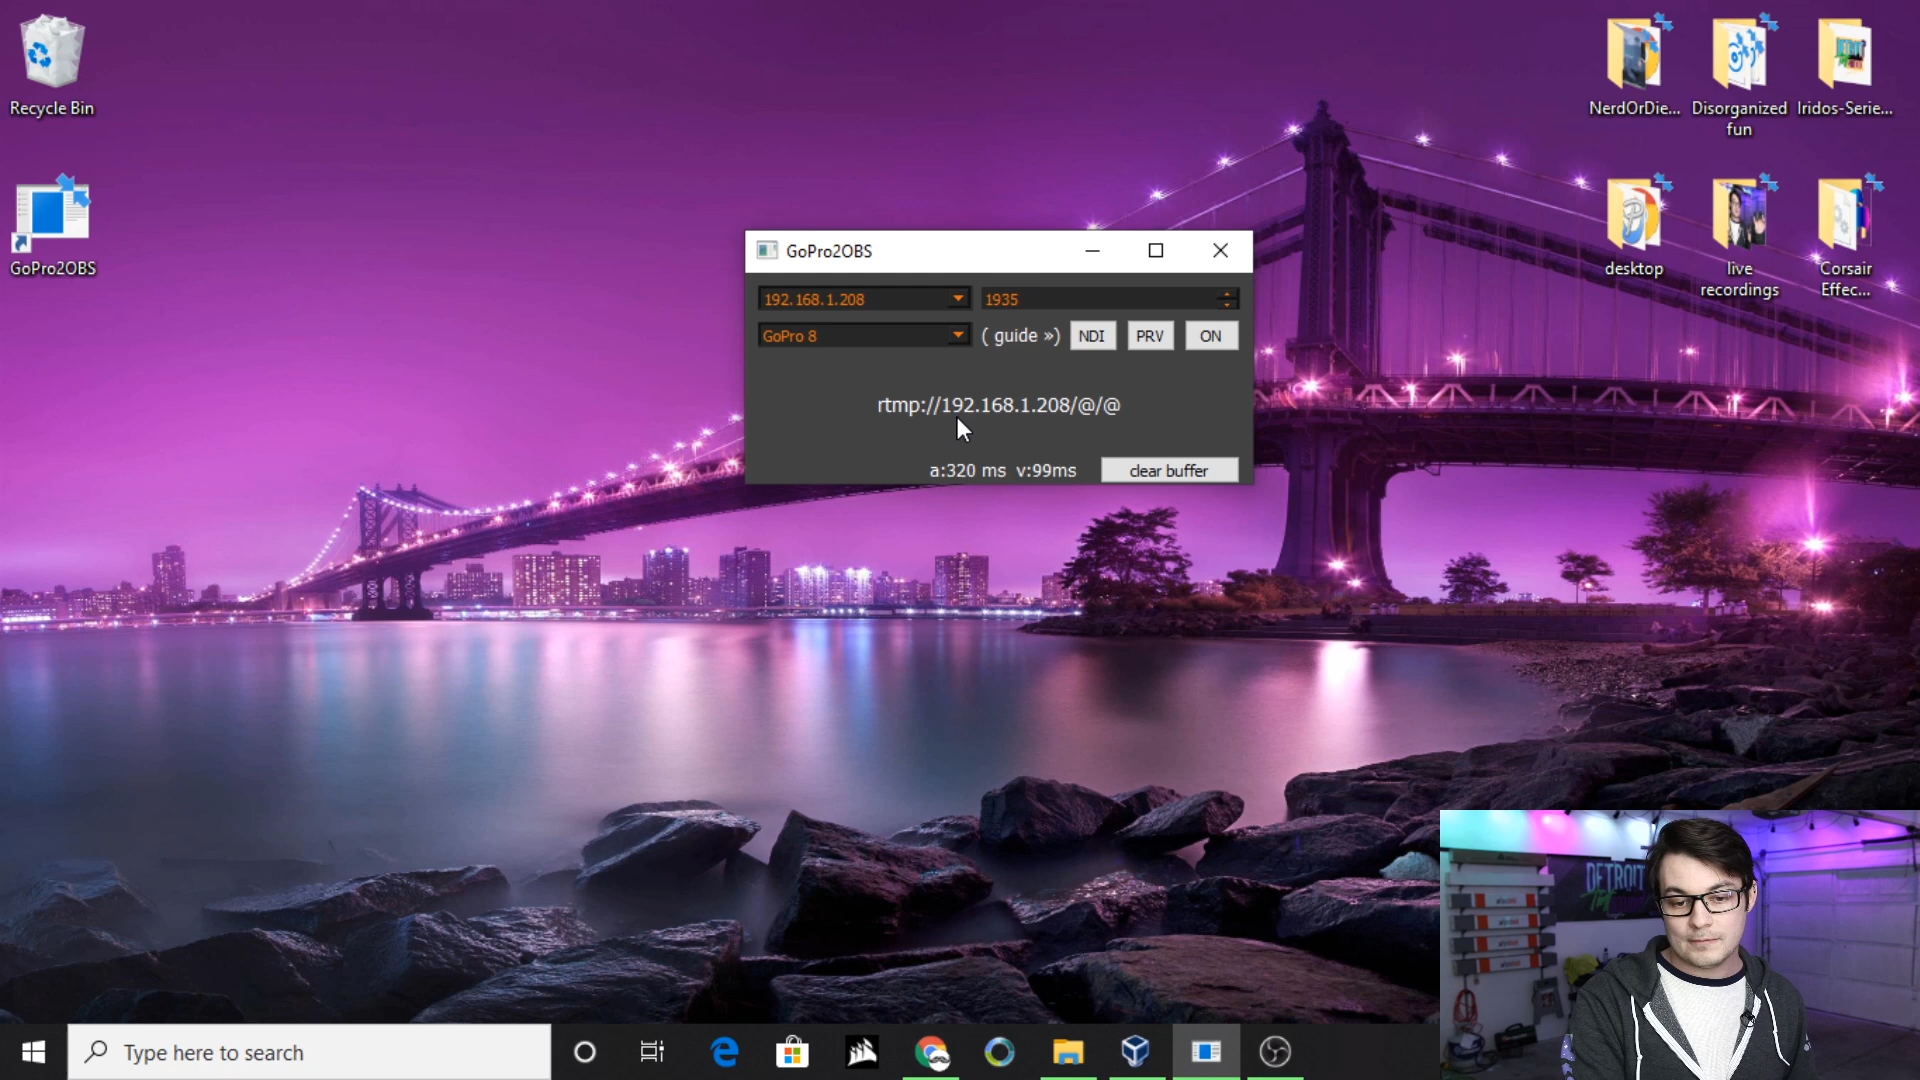 Recycle Bin
GoPro2OBS
NerdOrDie...
Disorganized
fun
Iridos-Serie...
desktop
live
recordings
Corsair
Effec...
GoPro2OBS
192.168.1.208
1935
GoPro 8
( guide »)
NDI
PRV
ON
rtmp://192.168.1.208/@/@
a:320 ms v:99ms
clear buffer
DETROIT
Type here to search